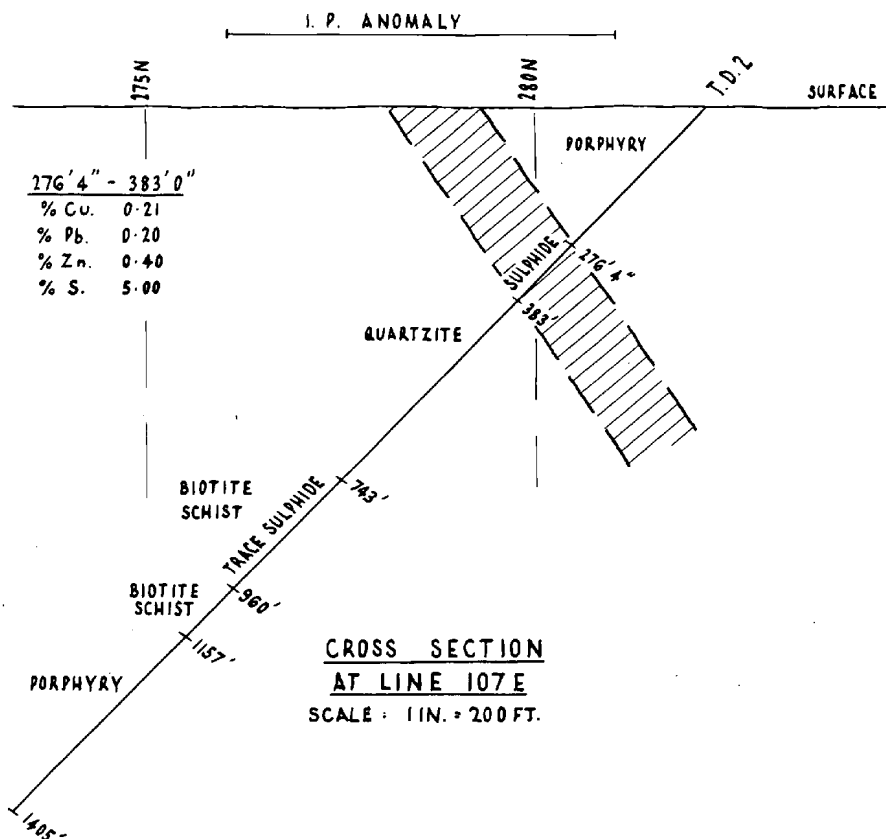 I. P. ANOMALY
275N
280N
T.D.2
SURFACE
PORPHYRY
276'4" - 383'0"
% Cu. 0·21
% Pb. 0·20
% Zn. 0·40
% S. 5·00
SULPHIDE
276'4"
383'
QUARTZITE
BIOTITE
SCHIST
TRACE SULPHIDE
743'
BIOTITE
SCHIST
960'
1157'
PORPHYRY
CROSS SECTION
AT LINE 107E
SCALE : 1IN. = 200 FT.
1405'